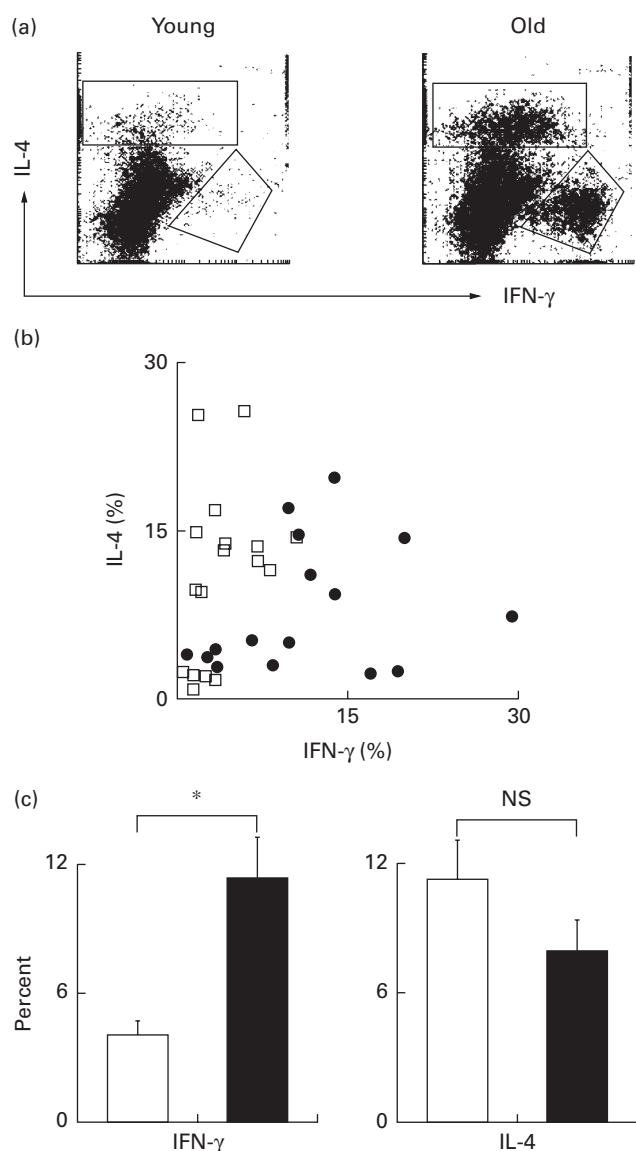 (a)
Young
Old
IL-4
IFN-γ
(b)
30
15
0
IL-4 (%)
15
30
IFN-γ (%)
(c)
*
NS
12
6
0
Percent
IFN-γ
12
6
0
IL-4